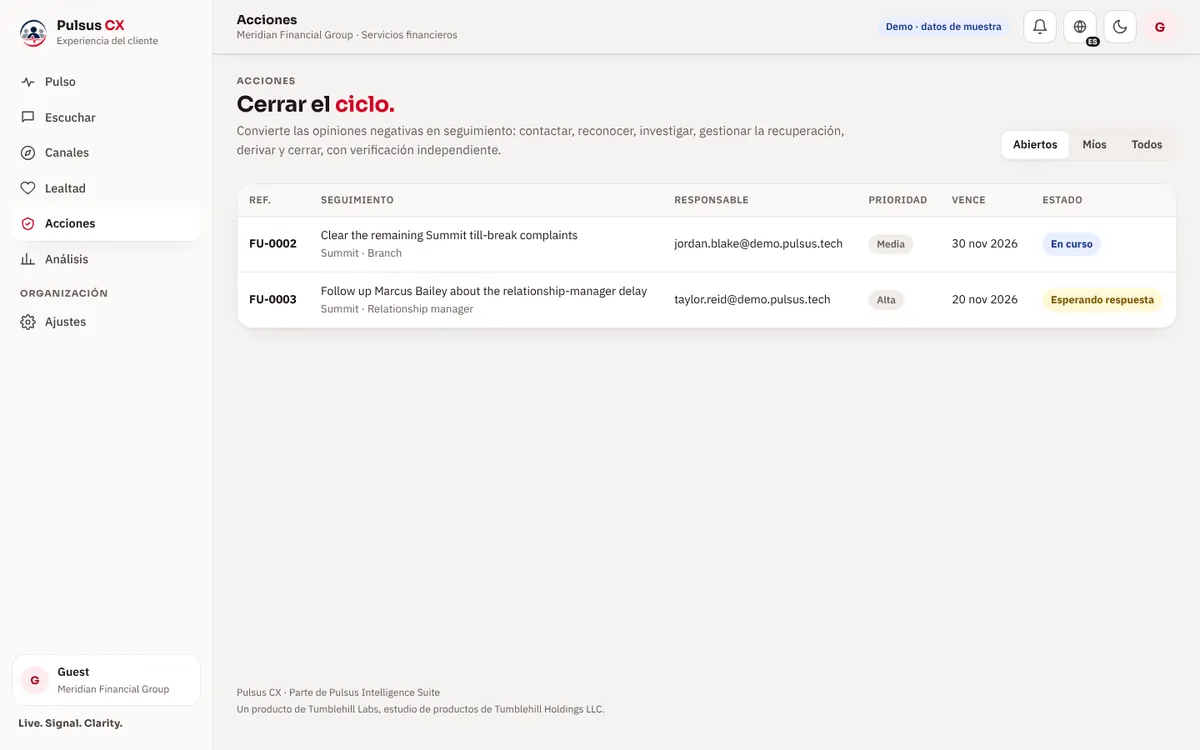 Pulsus CX
Experiencia del cliente
Pulso
Escuchar
Canales
Lealtad
Acciones
Análisis
ORGANIZACIÓN
Ajustes
G
Guest
Meridian Financial Group
Live. Signal. Clarity.
Acciones
Meridian Financial Group · Servicios financieros
Demo · datos de muestra
ES
G
ACCIONES
Cerrar el ciclo.
Convierte las opiniones negativas en seguimiento: contactar, reconocer, investigar, gestionar la recuperación,
derivar y cerrar, con verificación independiente.
Abiertos Míos Todos
REF. SEGUIMIENTO RESPONSABLE PRIORIDAD VENCE ESTADO
FU-0002 Clear the remaining Summit till-break complaints jordan.blake@demo.pulsus.tech Media 30 nov 2026 En curso
Summit · Branch
FU-0003 Follow up Marcus Bailey about the relationship-manager delay taylor.reid@demo.pulsus.tech Alta 20 nov 2026 Esperando respuesta
Summit · Relationship manager
Pulsus CX · Parte de Pulsus Intelligence Suite
Un producto de Tumblehill Labs, estudio de productos de Tumblehill Holdings LLC.